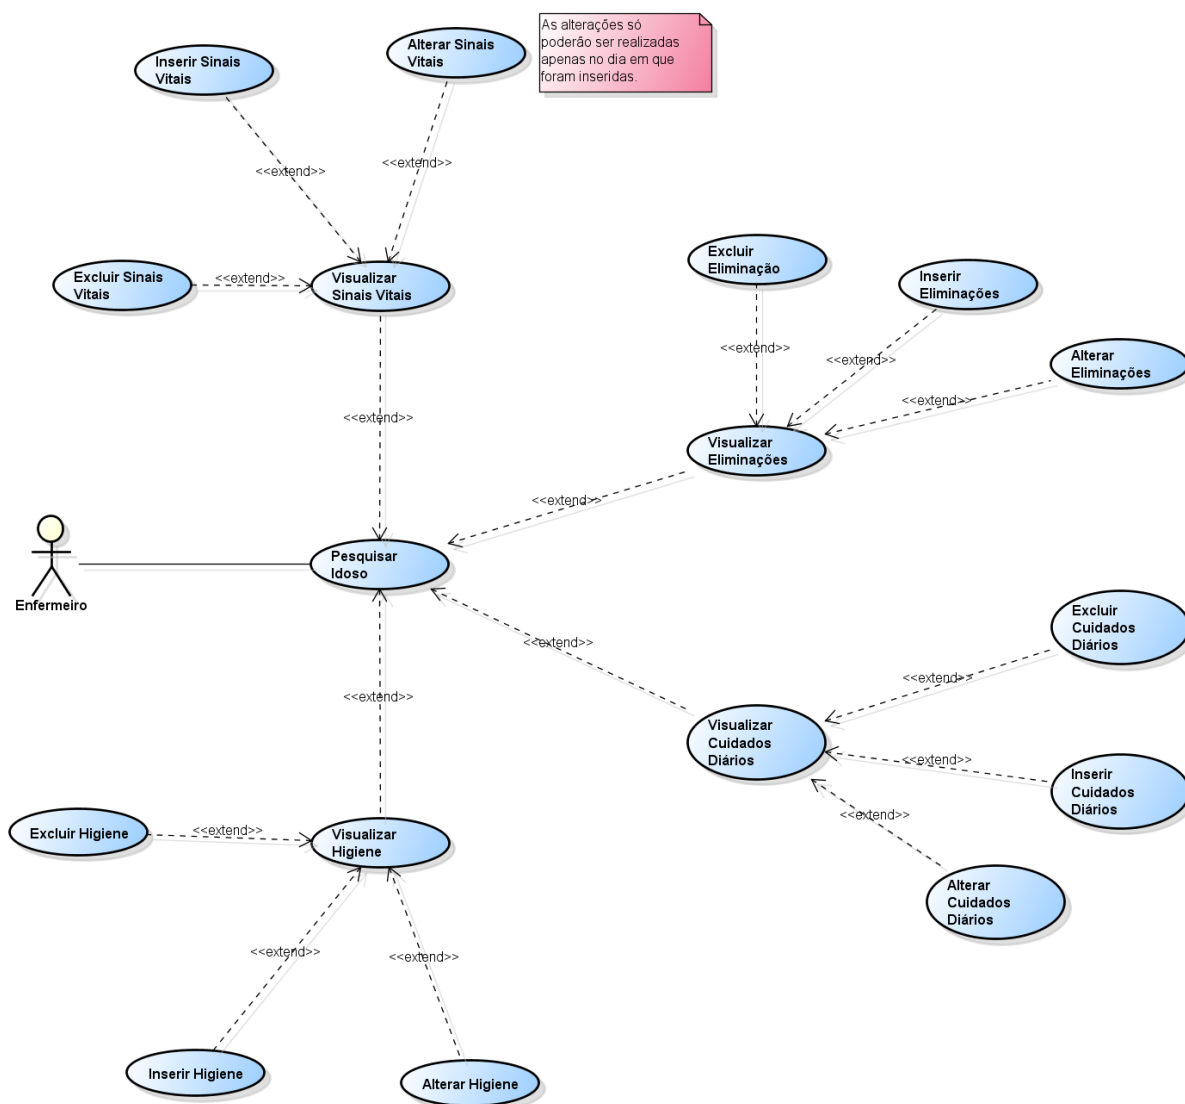 As alterações só
poderão ser realizadas
apenas no dia em que
foram inseridas.
Alterar Sinais
Vitais
Inserir Sinais
Vitais
<<extend>>
<<extend>>
Excluir Sinais
Vitais
<<extend>>
Visualizar
Sinais Vitais
Excluir
Eliminação
Inserir
Eliminações
Alterar
Eliminações
<<extend>>
<<extend>>
<<extend>>
<<extend>>
Visualizar
Eliminações
<<extend>>
Enfermeiro
Pesquisar
Idoso
<<extend>>
Excluir
Cuidados
Diários
<<extend>>
<<extend>>
Visualizar
Cuidados
Diários
<<extend>>
Inserir
Cuidados
Diários
<<extend>>
Alterar
Cuidados
Diários
Excluir Higiene
<<extend>>
Visualizar
Higiene
<<extend>>
<<extend>>
Inserir Higiene
Alterar Higiene